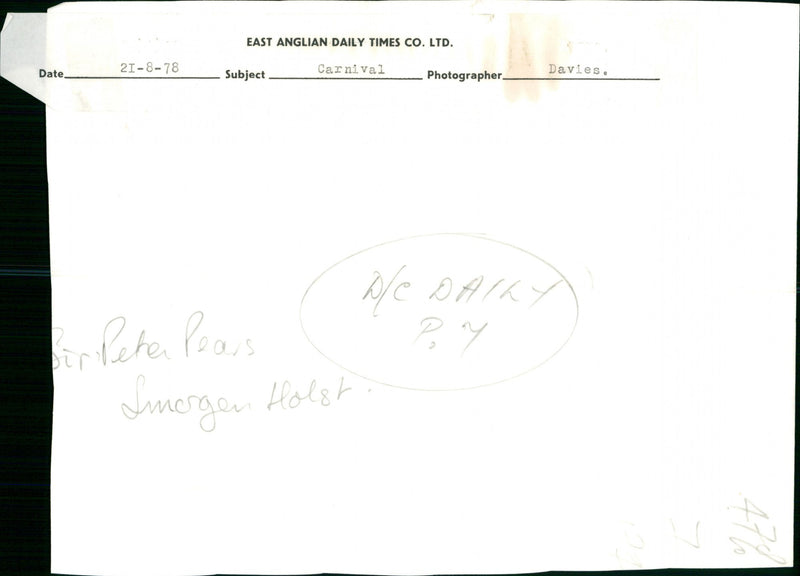 EAST ANGLIAN DAILY TIMES CO. LTD.
Date 21-8-78 Subject Carnival Photographer Davies.
D/C DAILY
P. 7
Sir Peter Pears
Imogen Holst.